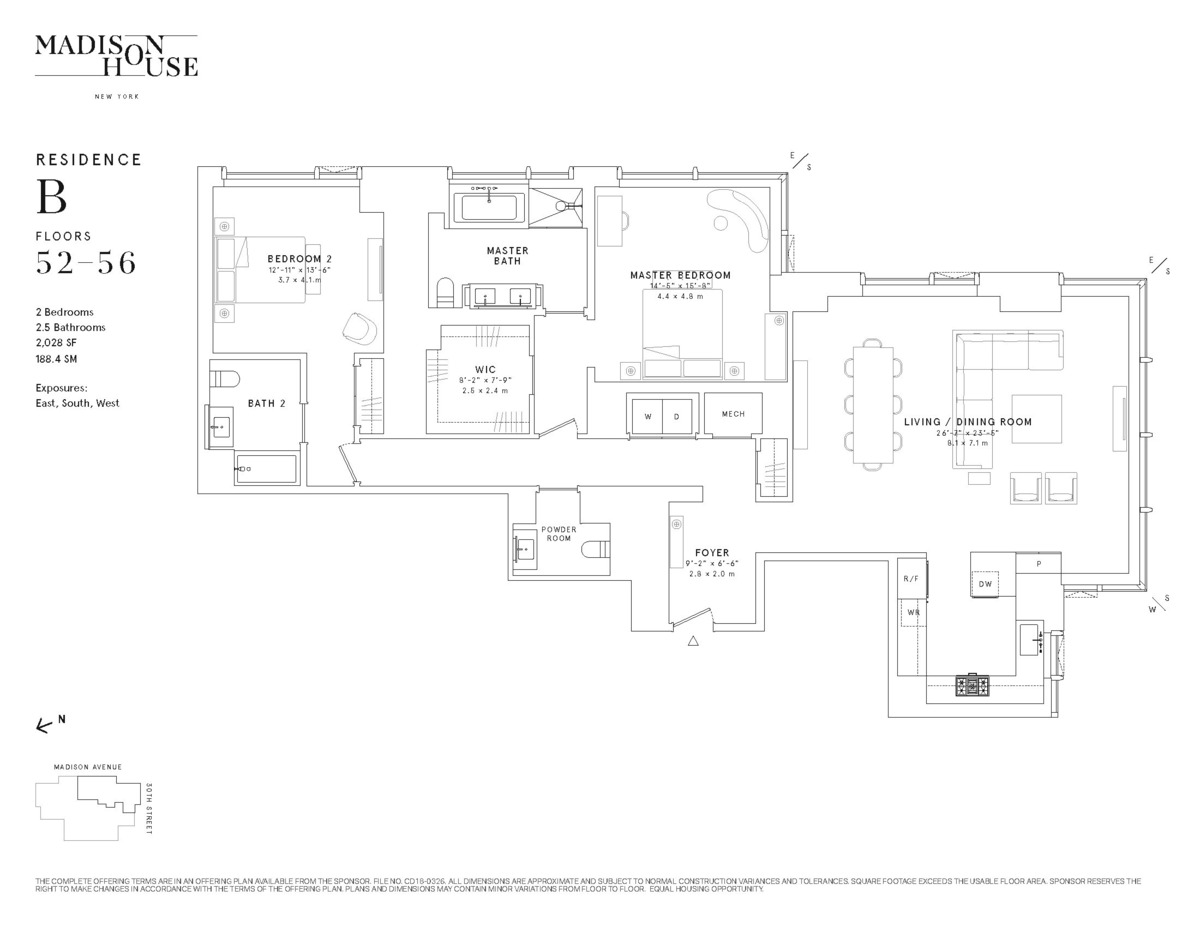 MADISON
HOUSE
NEW YORK
RESIDENCE
B
FLOORS
52–56
2 Bedrooms
2.5 Bathrooms
2,028 SF
188.4 SM
Exposures:
East, South, West
E
S
E
S
BEDROOM 2
12'-11" × 13'-6"
3.7 × 4.1 m
MASTER
BATH
MASTER BEDROOM
14'-5" × 15'-8"
4.4 × 4.8 m
WIC
8'-2" × 7'-9"
2.5 × 2.4 m
BATH 2
W
D
MECH
LIVING / DINING ROOM
26'-7" × 23'-5"
8.1 × 7.1 m
POWDER
ROOM
FOYER
9'-2" × 6'-6"
2.8 × 2.0 m
R/F
WR
DW
P
S
W
N
MADISON AVENUE
30TH STREET
THE COMPLETE OFFERING TERMS ARE IN AN OFFERING PLAN AVAILABLE FROM THE SPONSOR. FILE NO. CD18-0326. ALL DIMENSIONS ARE APPROXIMATE AND SUBJECT TO NORMAL CONSTRUCTION VARIANCES AND TOLERANCES. SQUARE FOOTAGE EXCEEDS THE USABLE FLOOR AREA. SPONSOR RESERVES THE
RIGHT TO MAKE CHANGES IN ACCORDANCE WITH THE TERMS OF THE OFFERING PLAN. PLANS AND DIMENSIONS MAY CONTAIN MINOR VARIATIONS FROM FLOOR TO FLOOR. EQUAL HOUSING OPPORTUNITY.